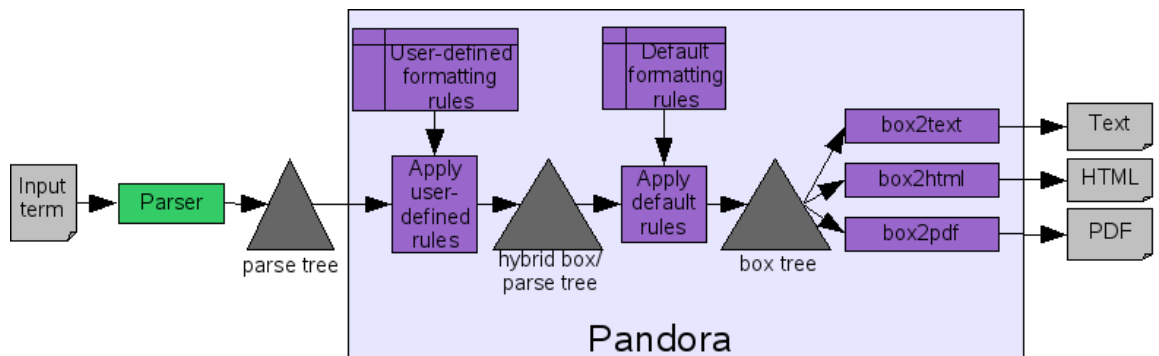 User-defined
formatting
rules
Default
formatting
rules
Input
term
Parser
parse tree
Apply
user-
defined
rules
hybrid box/
parse tree
Apply
default
rules
box tree
box2text
box2html
box2pdf
Text
HTML
PDF
Pandora